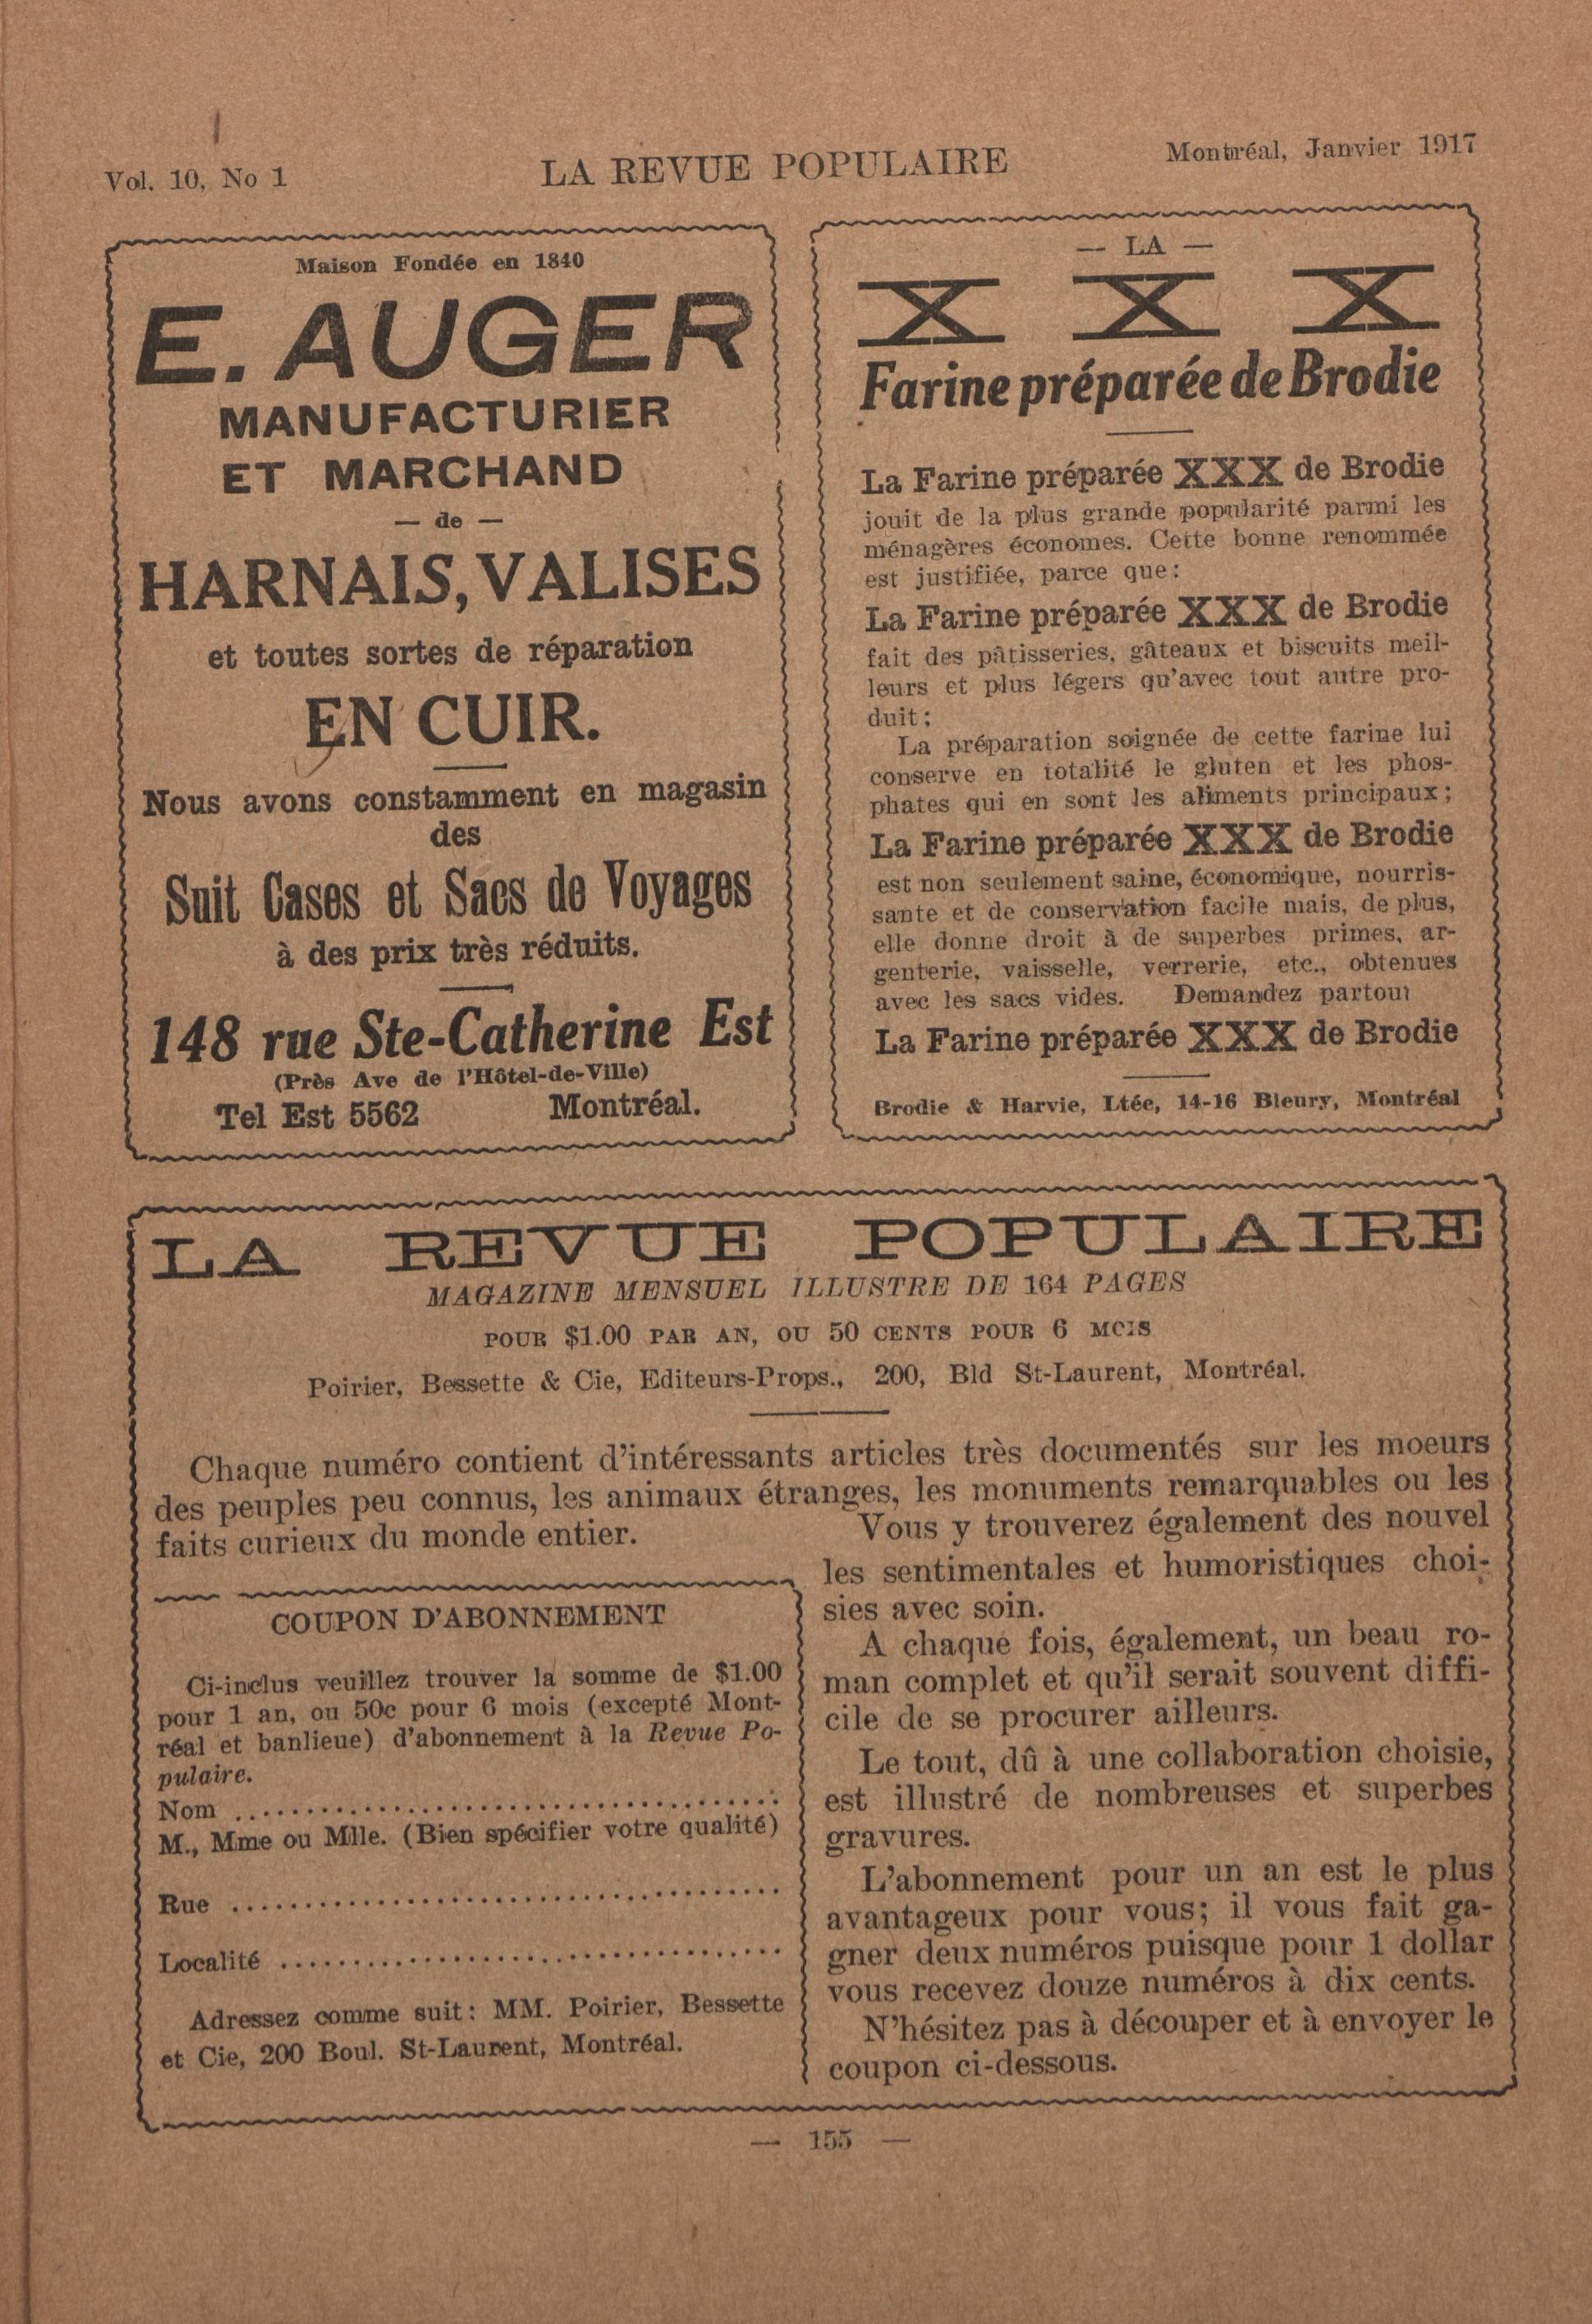 Vol. 10, No 1
LA REVUE POPULAIRE
Montréal, Janvier 1917
Maison Fondée en 1840
E. AUGER
MANUFACTURIER
ET MARCHAND
— de —
HARNAIS, VALISES
et toutes sortes de réparation
EN CUIR.
Nous avons constamment en magasin
des
Suit Cases et Sacs de Voyages
à des prix très réduits.
148 rue Ste-Catherine Est
(Près Ave de l'Hôtel-de-Ville)
Tel Est 5562 Montréal.
— LA —
X X X
Farine préparée de Brodie
La Farine préparée XXX de Brodie
jouit de la plus grande popularité parmi les
ménagères économes. Cette bonne renommée
est justifiée, parce que:
La Farine préparée XXX de Brodie
fait des pâtisseries, gâteaux et biscuits meil-
leurs et plus légers qu'avec tout autre pro-
duit;
La préparation soignée de cette farine lui
conserve en totalité le gluten et les phos-
phates qui en sont les aliments principaux;
La Farine préparée XXX de Brodie
est non seulement saine, économique, nourris-
sante et de conservation facile mais, de plus,
elle donne droit à de superbes primes, ar-
genterie, vaisselle, verrerie, etc., obtenues
avec les sacs vides. Demandez partout
La Farine préparée XXX de Brodie
Brodie & Harvie, Ltée, 14-16 Bleury, Montréal
LA REVUE POPULAIRE
MAGAZINE MENSUEL ILLUSTRE DE 164 PAGES
POUR $1.00 PAR AN, OU 50 CENTS POUR 6 MOIS
Poirier, Bessette & Cie, Editeurs-Props., 200, Bld St-Laurent, Montréal.
Chaque numéro contient d'intéressants articles très documentés sur les moeurs
des peuples peu connus, les animaux étranges, les monuments remarquables ou les
faits curieux du monde entier.
Vous y trouverez également des nouvel
les sentimentales et humoristiques choi-
sies avec soin.
A chaque fois, également, un beau ro-
man complet et qu'il serait souvent diffi-
cile de se procurer ailleurs.
Le tout, dû à une collaboration choisie,
est illustré de nombreuses et superbes
gravures.
L'abonnement pour un an est le plus
avantageux pour vous; il vous fait ga-
gner deux numéros puisque pour 1 dollar
vous recevez douze numéros à dix cents.
N'hésitez pas à découper et à envoyer le
coupon ci-dessous.
COUPON D'ABONNEMENT
Ci-inclus veuillez trouver la somme de $1.00
pour 1 an, ou 50c pour 6 mois (excepté Mont-
réal et banlieue) d'abonnement à la Revue Po-
pulaire.
Nom ......................................
M., Mme ou Mlle. (Bien spécifier votre qualité)
Rue ......................................
Localité ...................................
Adressez comme suit: MM. Poirier, Bessette
et Cie, 200 Boul. St-Laurent, Montréal.
— 155 —